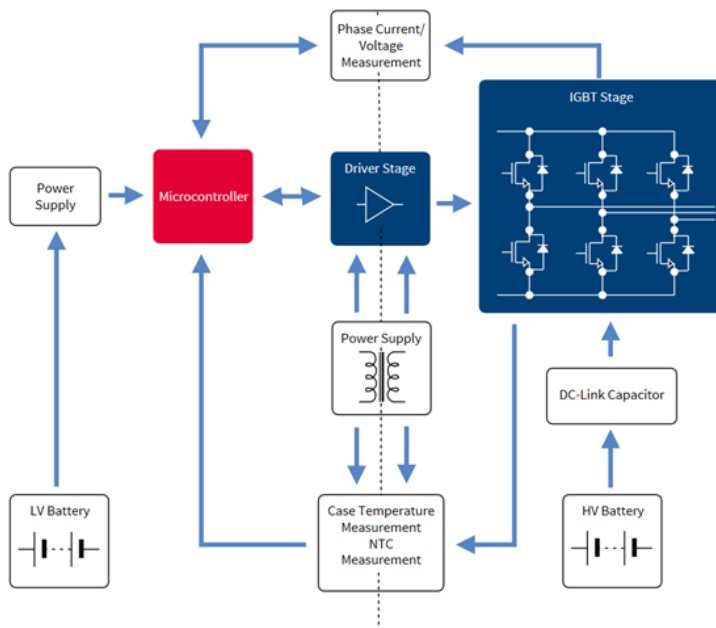 Phase Current/
Voltage
Measurement
IGBT Stage
Driver Stage
Microcontroller
Power
Supply
Power Supply
DC-Link Capacitor
LV Battery
Case Temperature
Measurement
NTC
Measurement
HV Battery